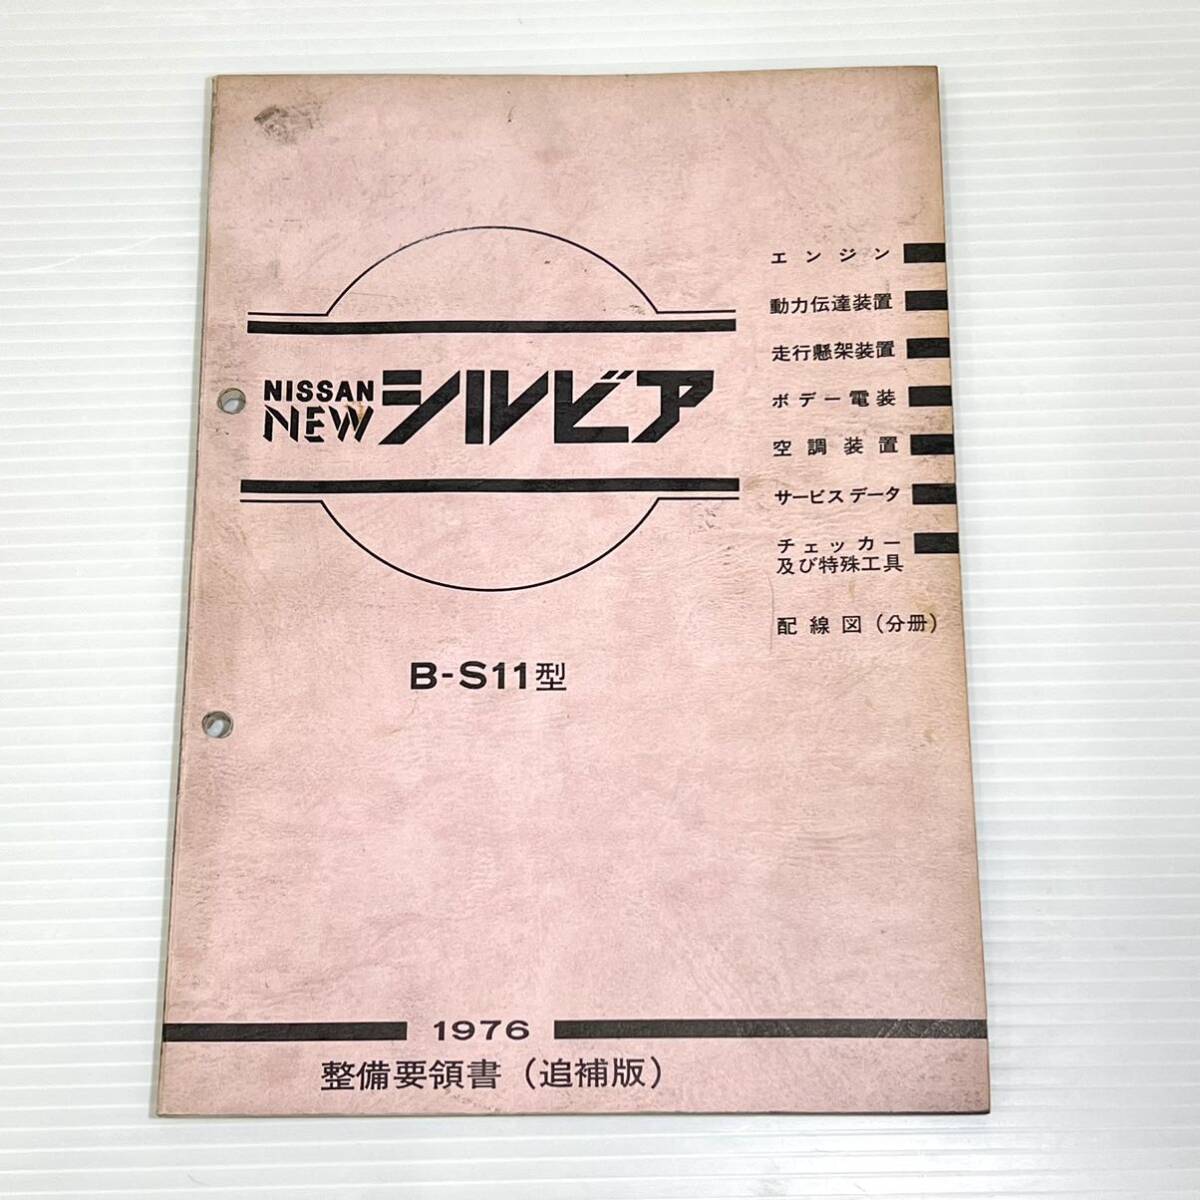 NISSAN
NEW シルビア
エンジン
動力伝達装置
走行懸架装置
ボデー電装
空調装置
サービスデータ
チェッカー
及び特殊工具
配線図(分冊)
B-S11型
1976
整備要領書(追補版)